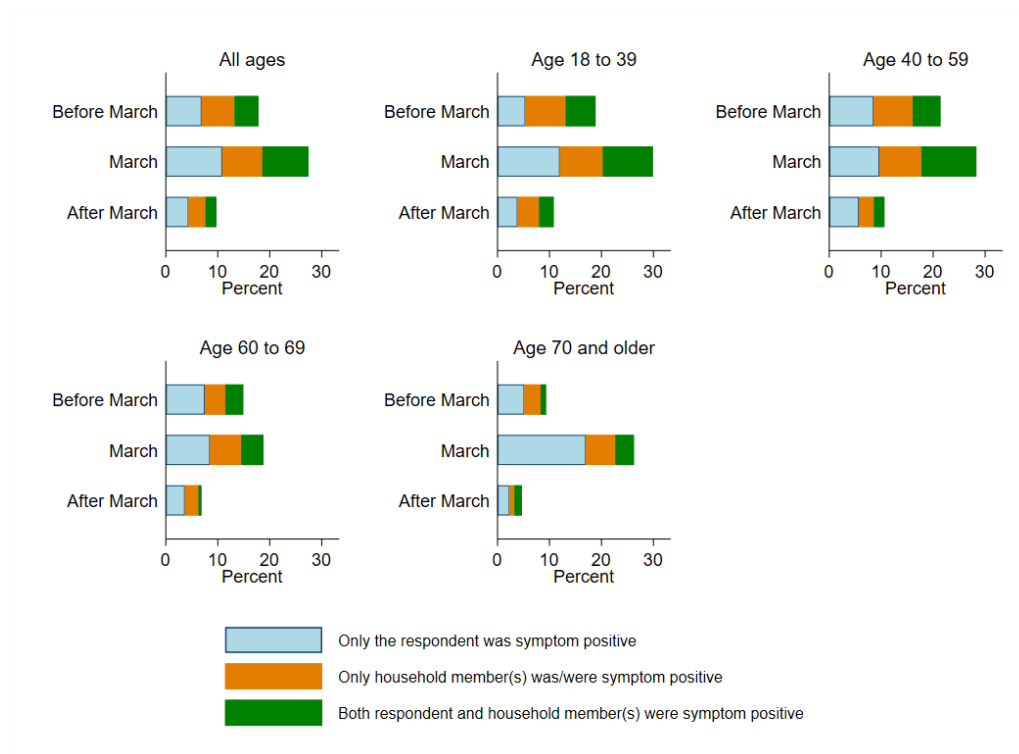 All ages
Before March
March
After March
0 10 20 30
Percent
Age 18 to 39
Before March
March
After March
0 10 20 30
Percent
Age 40 to 59
Before March
March
After March
0 10 20 30
Percent
Age 60 to 69
Before March
March
After March
0 10 20 30
Percent
Age 70 and older
Before March
March
After March
0 10 20 30
Percent
Only the respondent was symptom positive
Only household member(s) was/were symptom positive
Both respondent and household member(s) were symptom positive